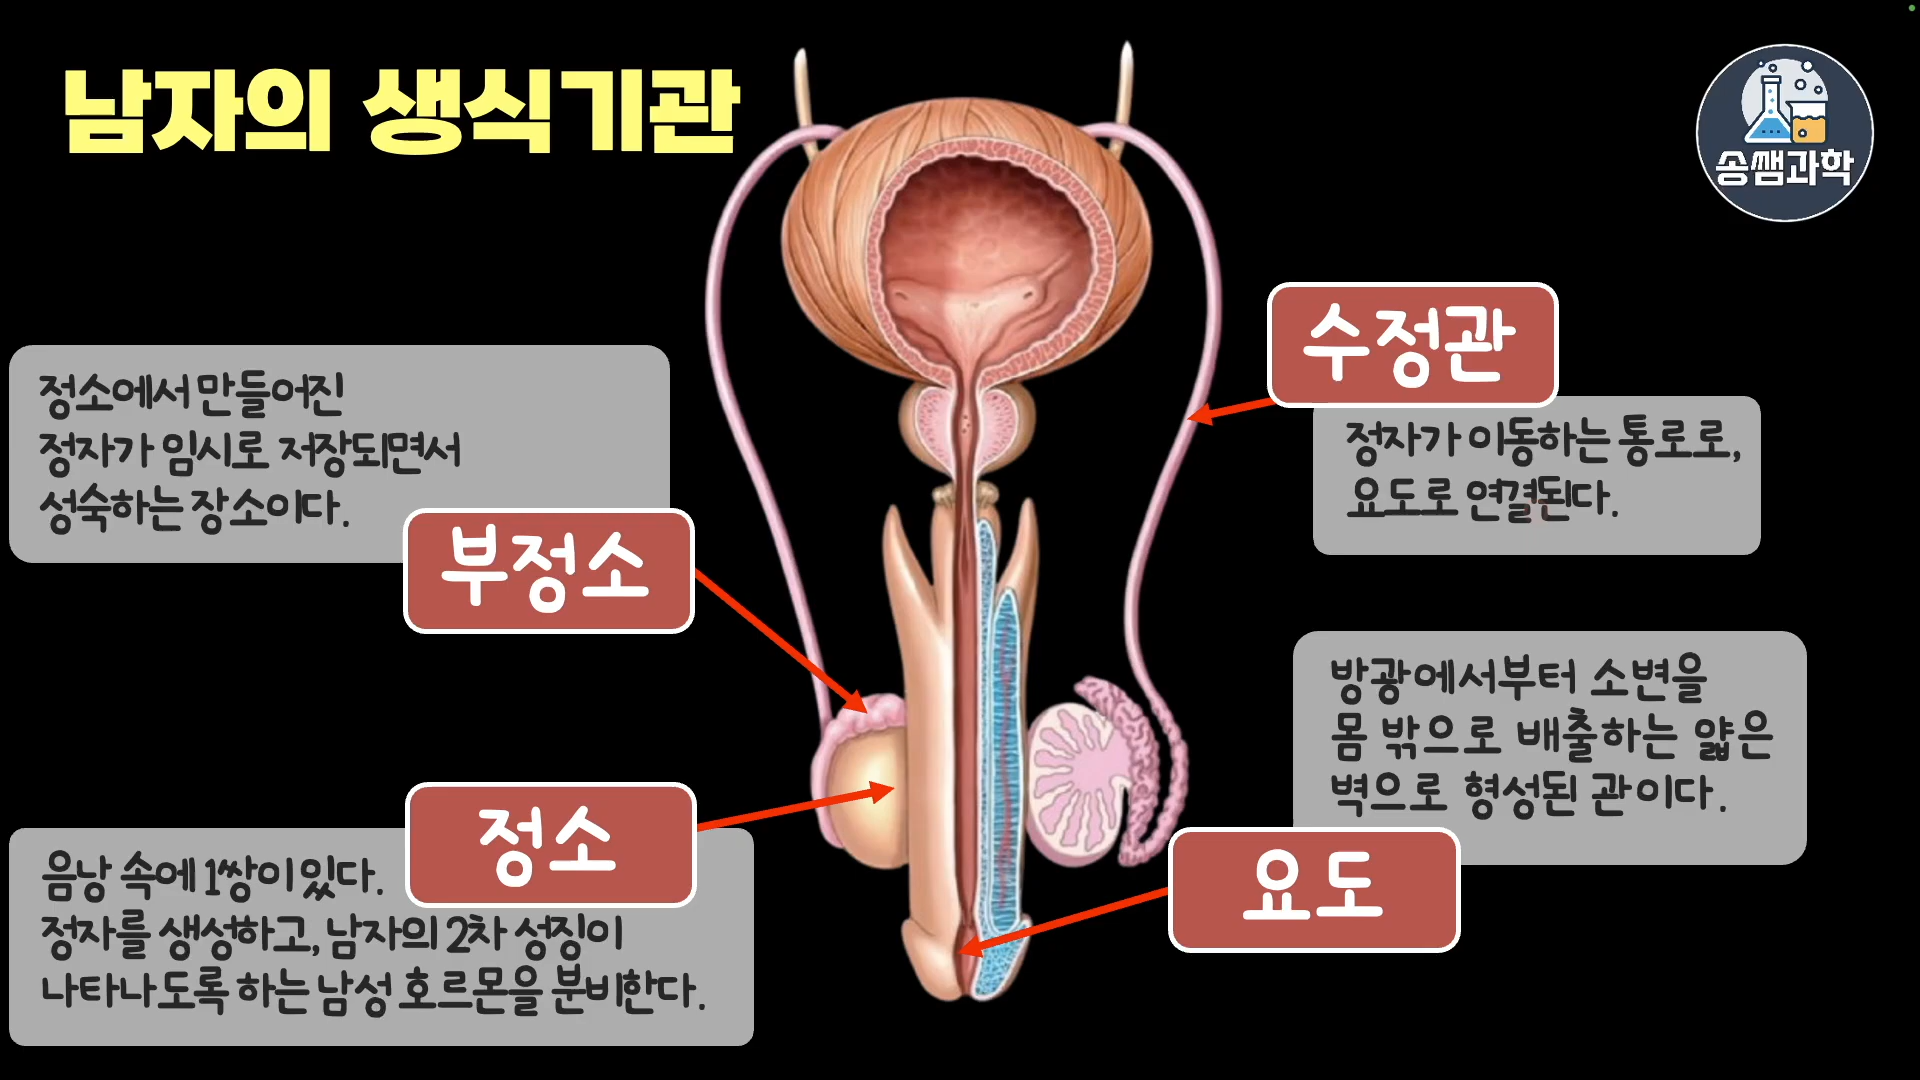 남자의 생식기관
송쌤과학
정소에서 만들어진
정자가 임시로 저장되면서
성숙하는 장소이다.
부정소
수정관
정자가 이동하는 통로로,
요도로 연결된다.
방광에서부터 소변을
몸 밖으로 배출하는 얇은
벽으로 형성된 관이다.
요도
정소
음낭 속에 1쌍이 있다.
정자를 생성하고, 남자의 2차 성징이
나타나도록 하는 남성 호르몬을 분비한다.